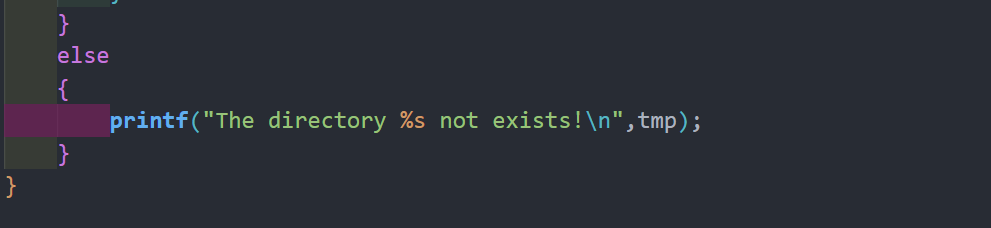 }
else
{
printf("The directory %s not exists!\n",tmp);
}
}